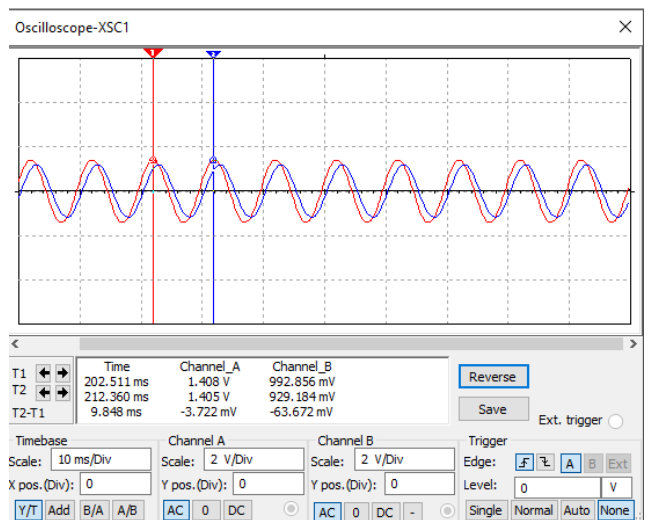 Oscilloscope-XSC1
1 2
Time Channel_A Channel_B
T1 202.511 ms 1.408 V 992.856 mV
T2 212.360 ms 1.405 V 929.184 mV
T2-T1 9.848 ms -3.722 mV -63.672 mV
Reverse
Save
Ext. trigger
Timebase
Scale: 10 ms/Div
X pos.(Div): 0
Y/T Add B/A A/B
Channel A
Scale: 2 V/Div
Y pos.(Div): 0
AC 0 DC
Channel B
Scale: 2 V/Div
Y pos.(Div): 0
AC 0 DC -
Trigger
Edge: A B Ext
Level: 0 V
Single Normal Auto None